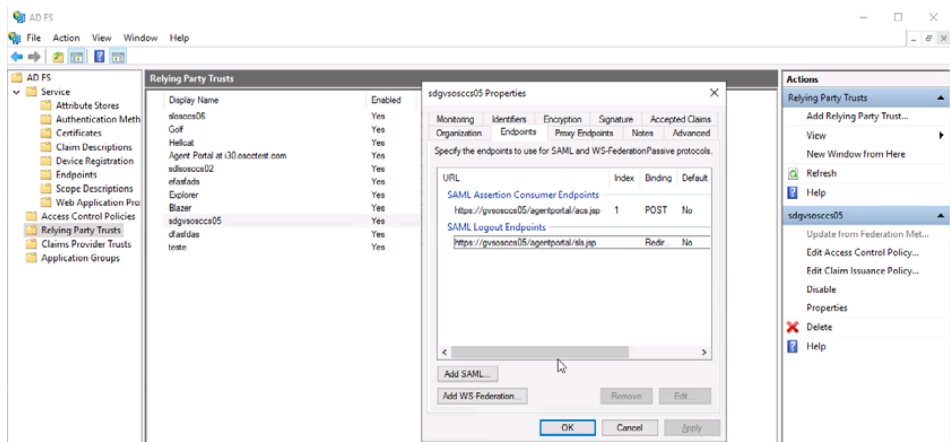 AD FS
File Action View Window Help
AD FS
Service
Attribute Stores
Authentication Meth
Certificates
Claim Descriptions
Device Registration
Endpoints
Scope Descriptions
Web Application Pro
Access Control Policies
Relying Party Trusts
Claims Provider Trusts
Application Groups
Relying Party Trusts
Display Name Enabled
slosccs06 Yes
Golf Yes
Hellcat Yes
Agent Portal at i30.oscctest.com Yes
sdlsosccs02 Yes
efasfads Yes
Explorer Yes
Blazer Yes
sdgvsosccs05 Yes
dfasfdas Yes
teste Yes
sdgvsosccs05 Properties
Monitoring Identifiers Encryption Signature Accepted Claims
Organization Endpoints Proxy Endpoints Notes Advanced
Specify the endpoints to use for SAML and WS-FederationPassive protocols.
URL Index Binding Default
SAML Assertion Consumer Endpoints
https://gvsosccs05/agentportal/acs.jsp 1 POST No
SAML Logout Endpoints
https://gvsosccs05/agentportal/sls.jsp Redir... No
Add SAML...
Add WS-Federation... Remove Edit...
OK Cancel Apply
Actions
Relying Party Trusts
Add Relying Party Trust...
View
New Window from Here
Refresh
Help
sdgvsosccs05
Update from Federation Met...
Edit Access Control Policy...
Edit Claim Issuance Policy...
Disable
Properties
Delete
Help